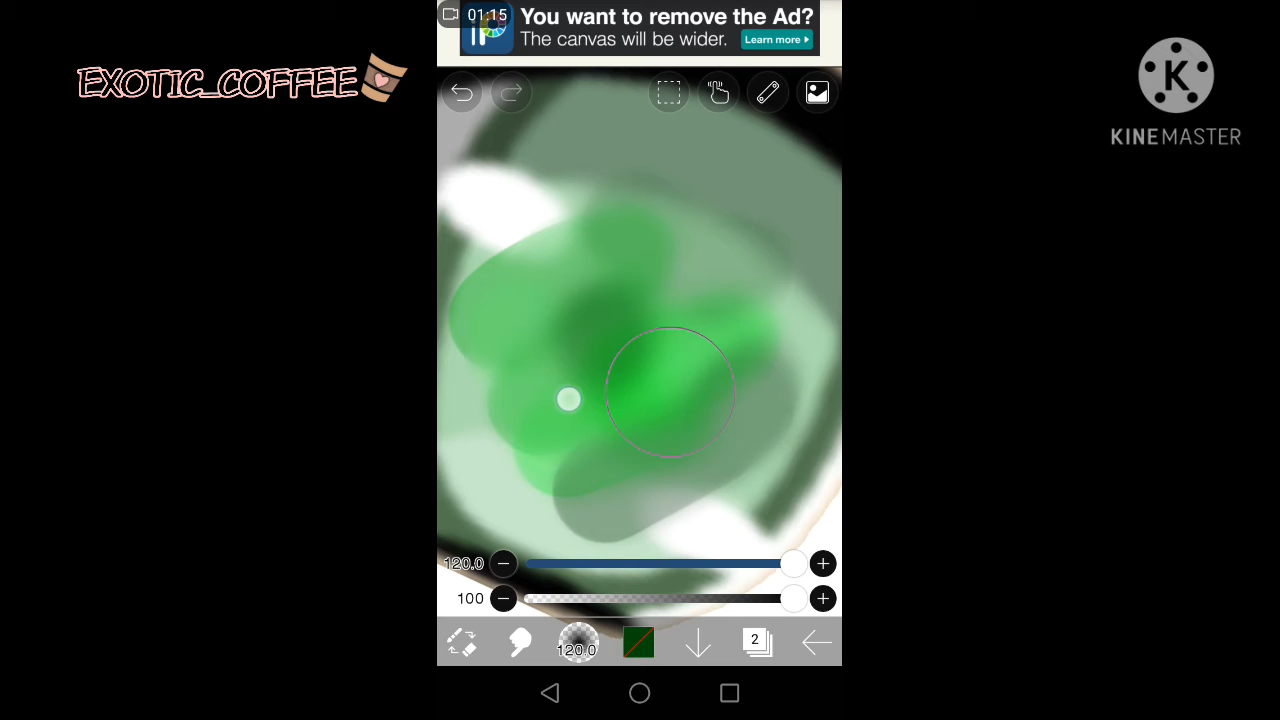 01:15
You want to remove the Ad?
The canvas will be wider.
Learn more
EXOTIC_COFFEE
K
KINEMASTER
120.0
100
120.0
2